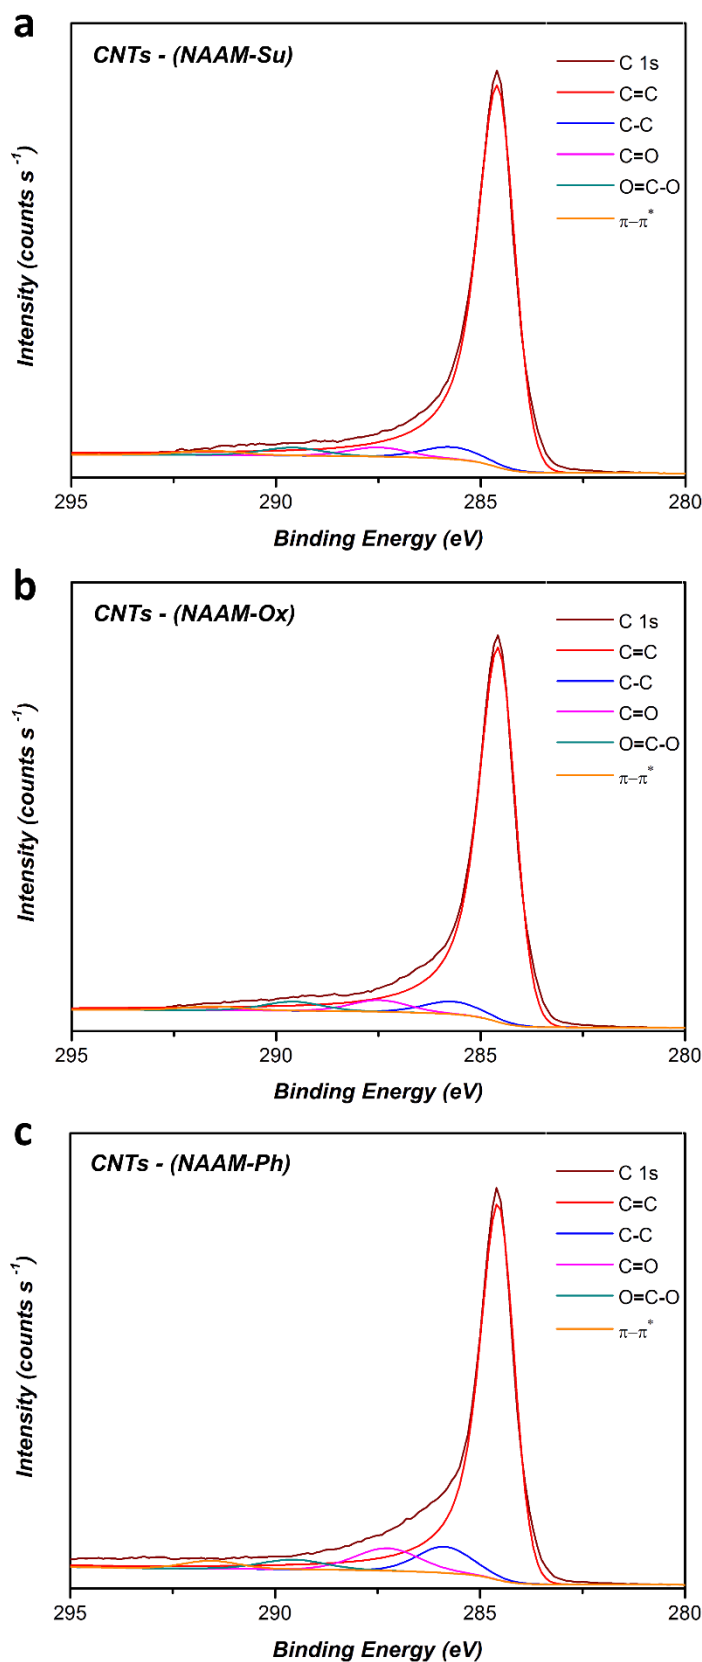 a
CNTs - (NAAM-Su)
C 1s
C=C
C-C
C=O
O=C-O
π–π*
Intensity (counts s⁻¹)
295 290 285 280
Binding Energy (eV)
b
CNTs - (NAAM-Ox)
C 1s
C=C
C-C
C=O
O=C-O
π–π*
Intensity (counts s⁻¹)
295 290 285 280
Binding Energy (eV)
c
CNTs - (NAAM-Ph)
C 1s
C=C
C-C
C=O
O=C-O
π–π*
Intensity (counts s⁻¹)
295 290 285 280
Binding Energy (eV)